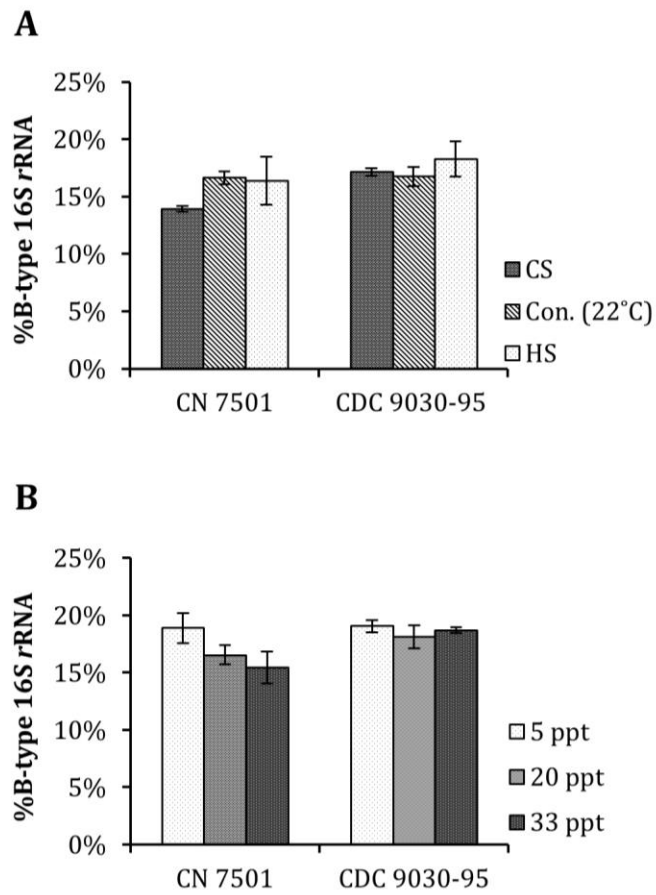 A
%B-type 16S rRNA
25%
20%
15%
10%
5%
0%
CN 7501
CDC 9030-95
CS
Con. (22°C)
HS
B
%B-type 16S rRNA
25%
20%
15%
10%
5%
0%
CN 7501
CDC 9030-95
5 ppt
20 ppt
33 ppt